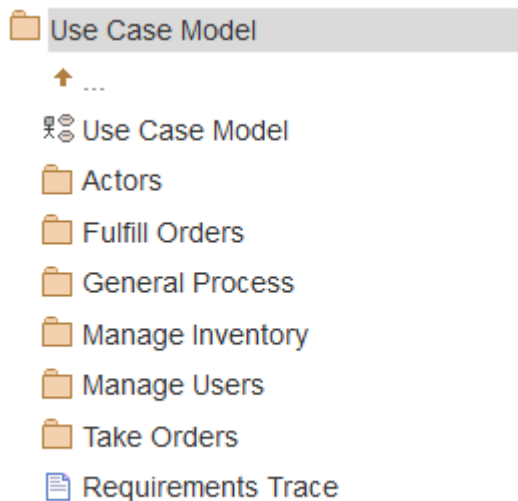 Use Case Model
...
Use Case Model
Actors
Fulfill Orders
General Process
Manage Inventory
Manage Users
Take Orders
Requirements Trace